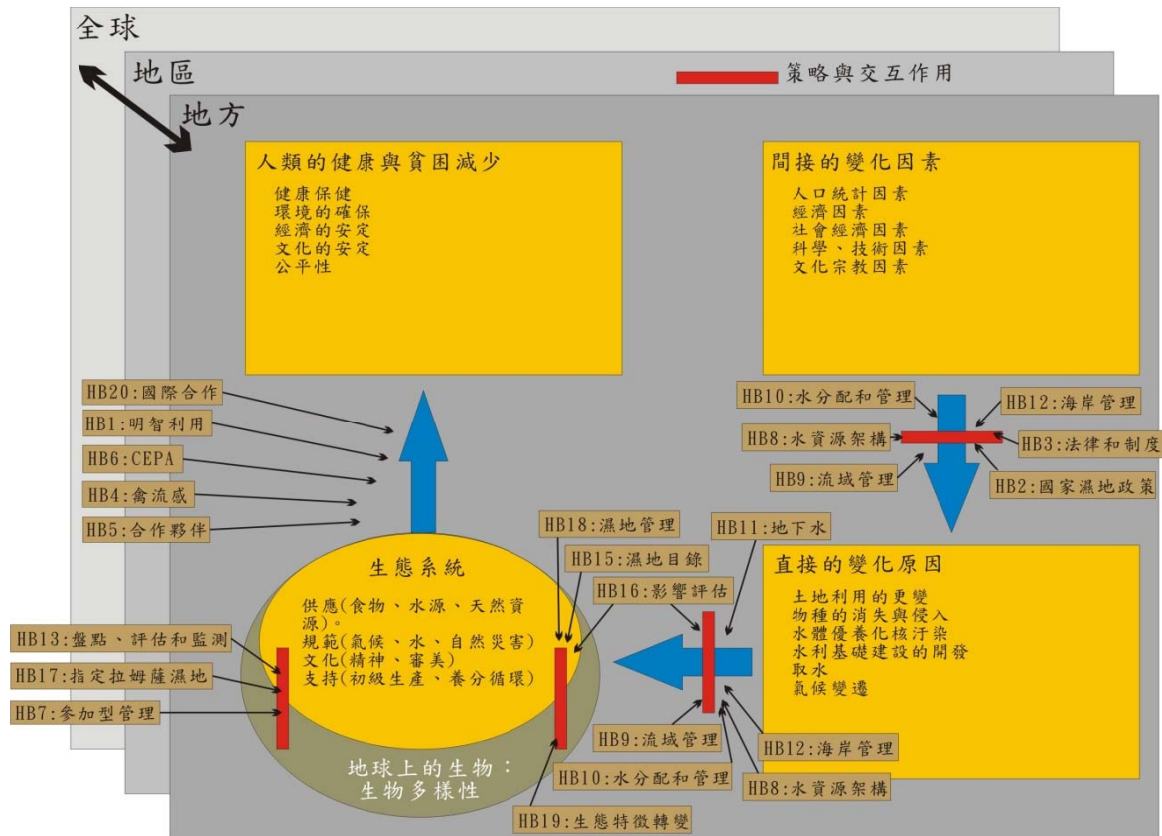 全球
地區
地方
策略與交互作用
人類的健康與貧困減少
健康保健
環境的確保
經濟的安定
文化的安定
公平性
間接的變化因素
人口統計因素
經濟因素
社會經濟因素
科學、技術因素
文化宗教因素
HB20:國際合作
HB1:明智利用
HB6:CEPA
HB4:禽流感
HB5:合作夥伴
HB10:水分配和管理
HB12:海岸管理
HB8:水資源架構
HB3:法律和制度
HB9:流域管理
HB2:國家濕地政策
生態系統
供應(食物、水源、天然資
源)。
規範(氣候、水、自然災害)
文化(精神、審美)
支持(初級生產、養分循環)
地球上的生物：
生物多樣性
HB13:盤點、評估和監測
HB17:指定拉姆薩濕地
HB7:參加型管理
HB18:濕地管理
HB15:濕地目錄
HB16:影響評估
HB11:地下水
HB9:流域管理
HB10:水分配和管理
HB19:生態特徵轉變
HB12:海岸管理
HB8:水資源架構
直接的變化原因
土地利用的更變
物種的消失與侵入
水體優養化核汙染
水利基礎建設的開發
取水
氣候變遷